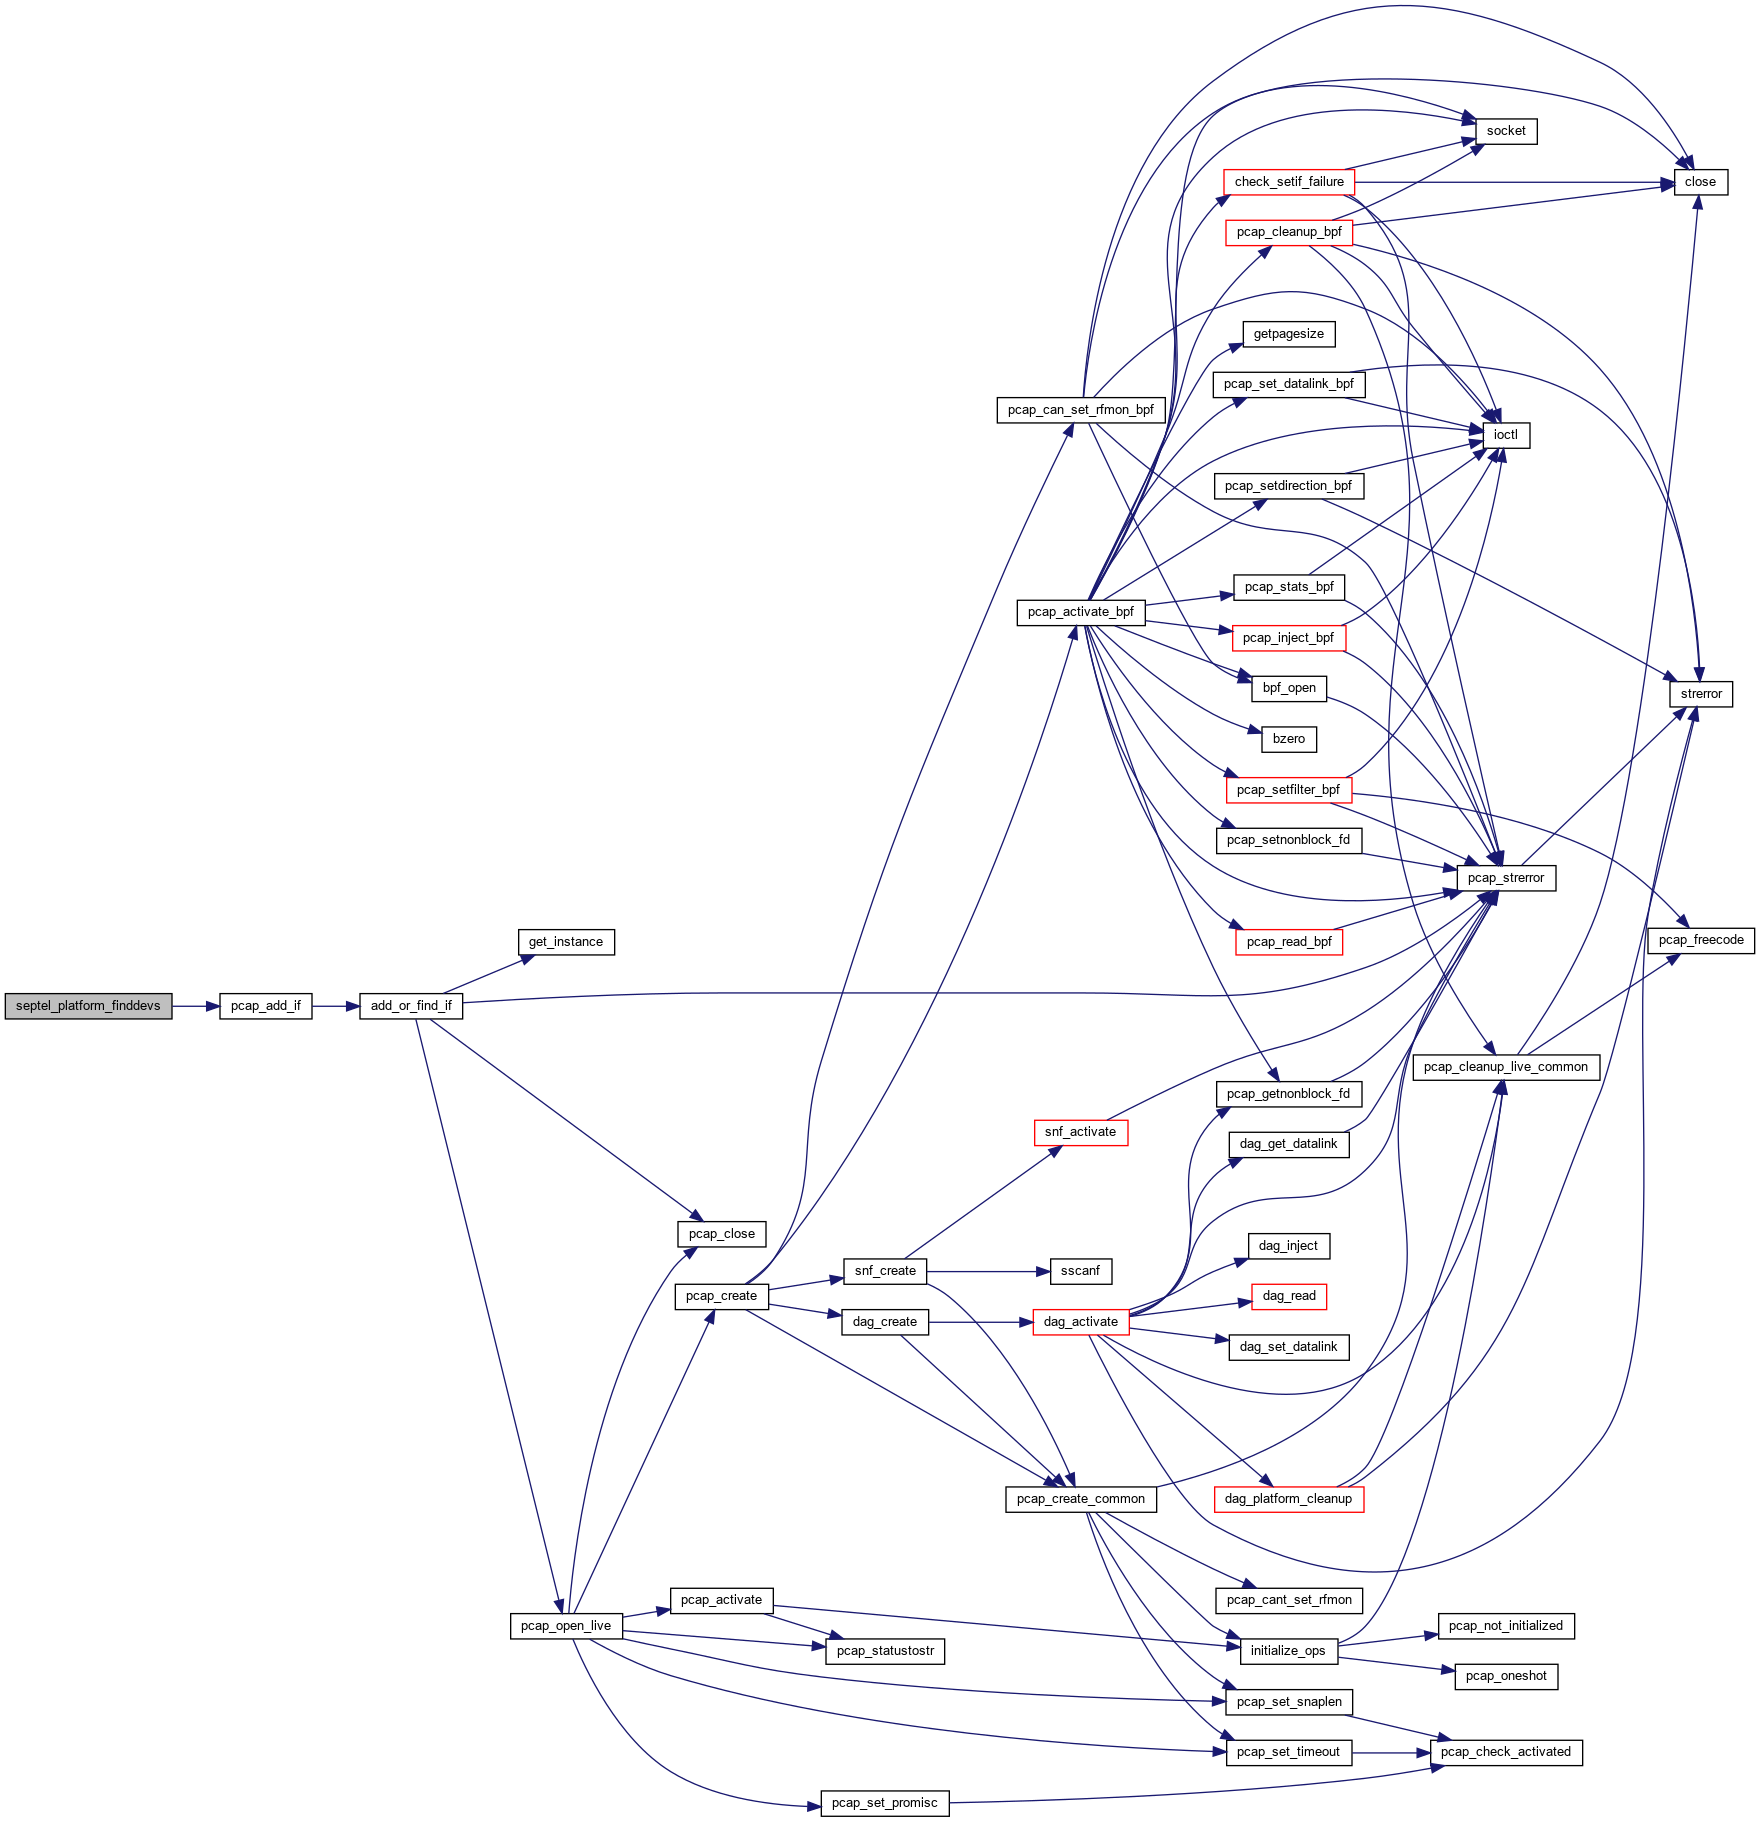 septel_platform_finddevs
pcap_add_if
add_or_find_if
get_instance
pcap_close
pcap_open_live
pcap_create
pcap_activate
pcap_statustostr
pcap_set_promisc
snf_create
dag_create
pcap_can_set_rfmon_bpf
pcap_activate_bpf
snf_activate
sscanf
dag_activate
pcap_create_common
check_setif_failure
pcap_cleanup_bpf
getpagesize
pcap_set_datalink_bpf
pcap_setdirection_bpf
pcap_stats_bpf
pcap_inject_bpf
bpf_open
bzero
pcap_setfilter_bpf
pcap_setnonblock_fd
pcap_read_bpf
pcap_getnonblock_fd
dag_get_datalink
dag_inject
dag_read
dag_set_datalink
dag_platform_cleanup
pcap_cant_set_rfmon
initialize_ops
pcap_set_snaplen
pcap_set_timeout
socket
ioctl
pcap_strerror
pcap_cleanup_live_common
pcap_not_initialized
pcap_oneshot
pcap_check_activated
close
strerror
pcap_freecode